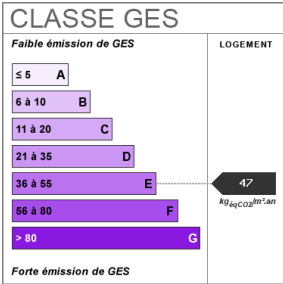 CLASSE GES
Faible émission de GES
LOGEMENT
≤ 5 A
6 à 10 B
11 à 20 C
21 à 35 D
36 à 55 E
47
kgéqCO2/m².an
56 à 80 F
> 80 G
Forte émission de GES